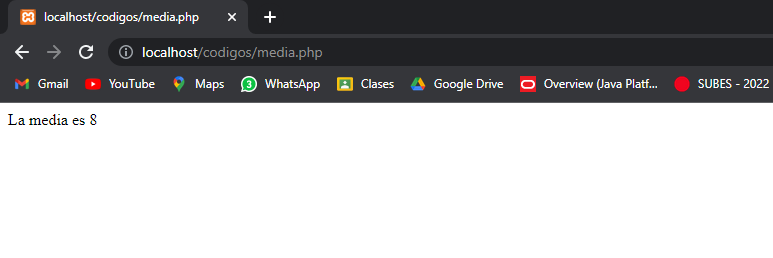 localhost/codigos/media.php
localhost/codigos/media.php
Gmail YouTube Maps 3 WhatsApp Clases Google Drive Overview (Java Platf... SUBES - 2022
La media es 8